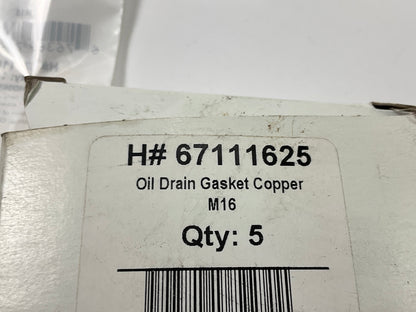 H# 67111625
Oil Drain Gasket Copper
M16
Qty: 5